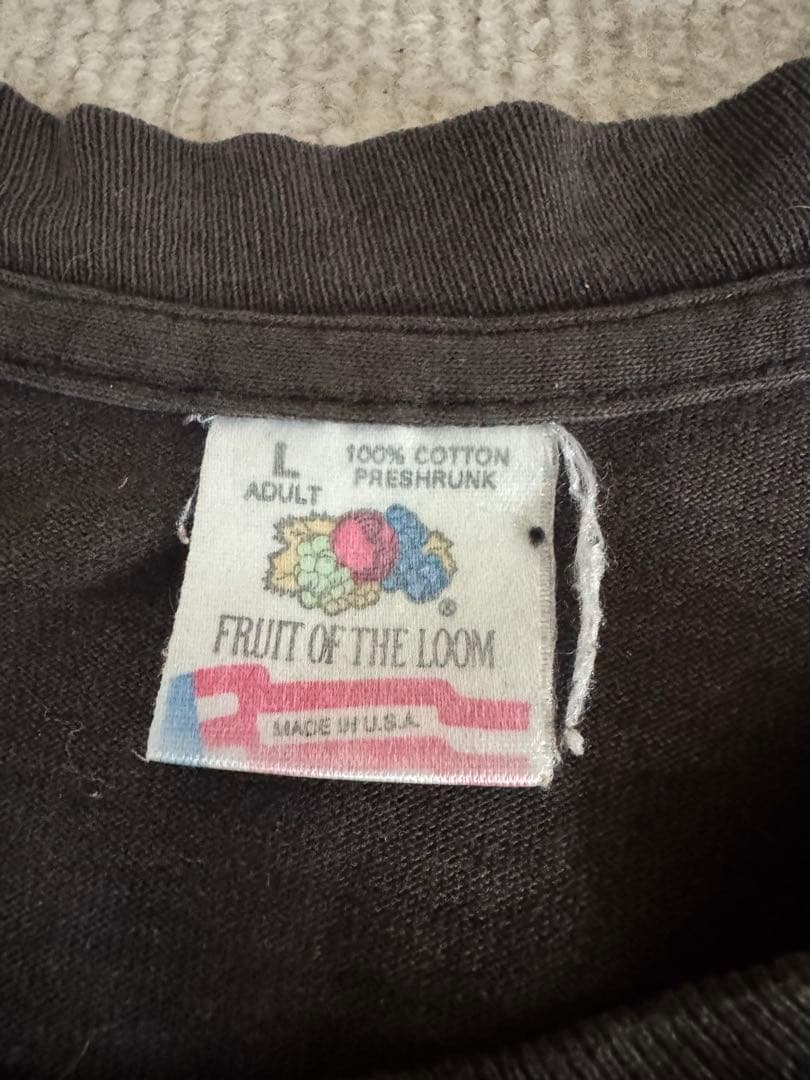 L 100% COTTON
ADULT PRESHRUNK
®
FRUIT OF THE LOOM
MADE IN U.S.A.